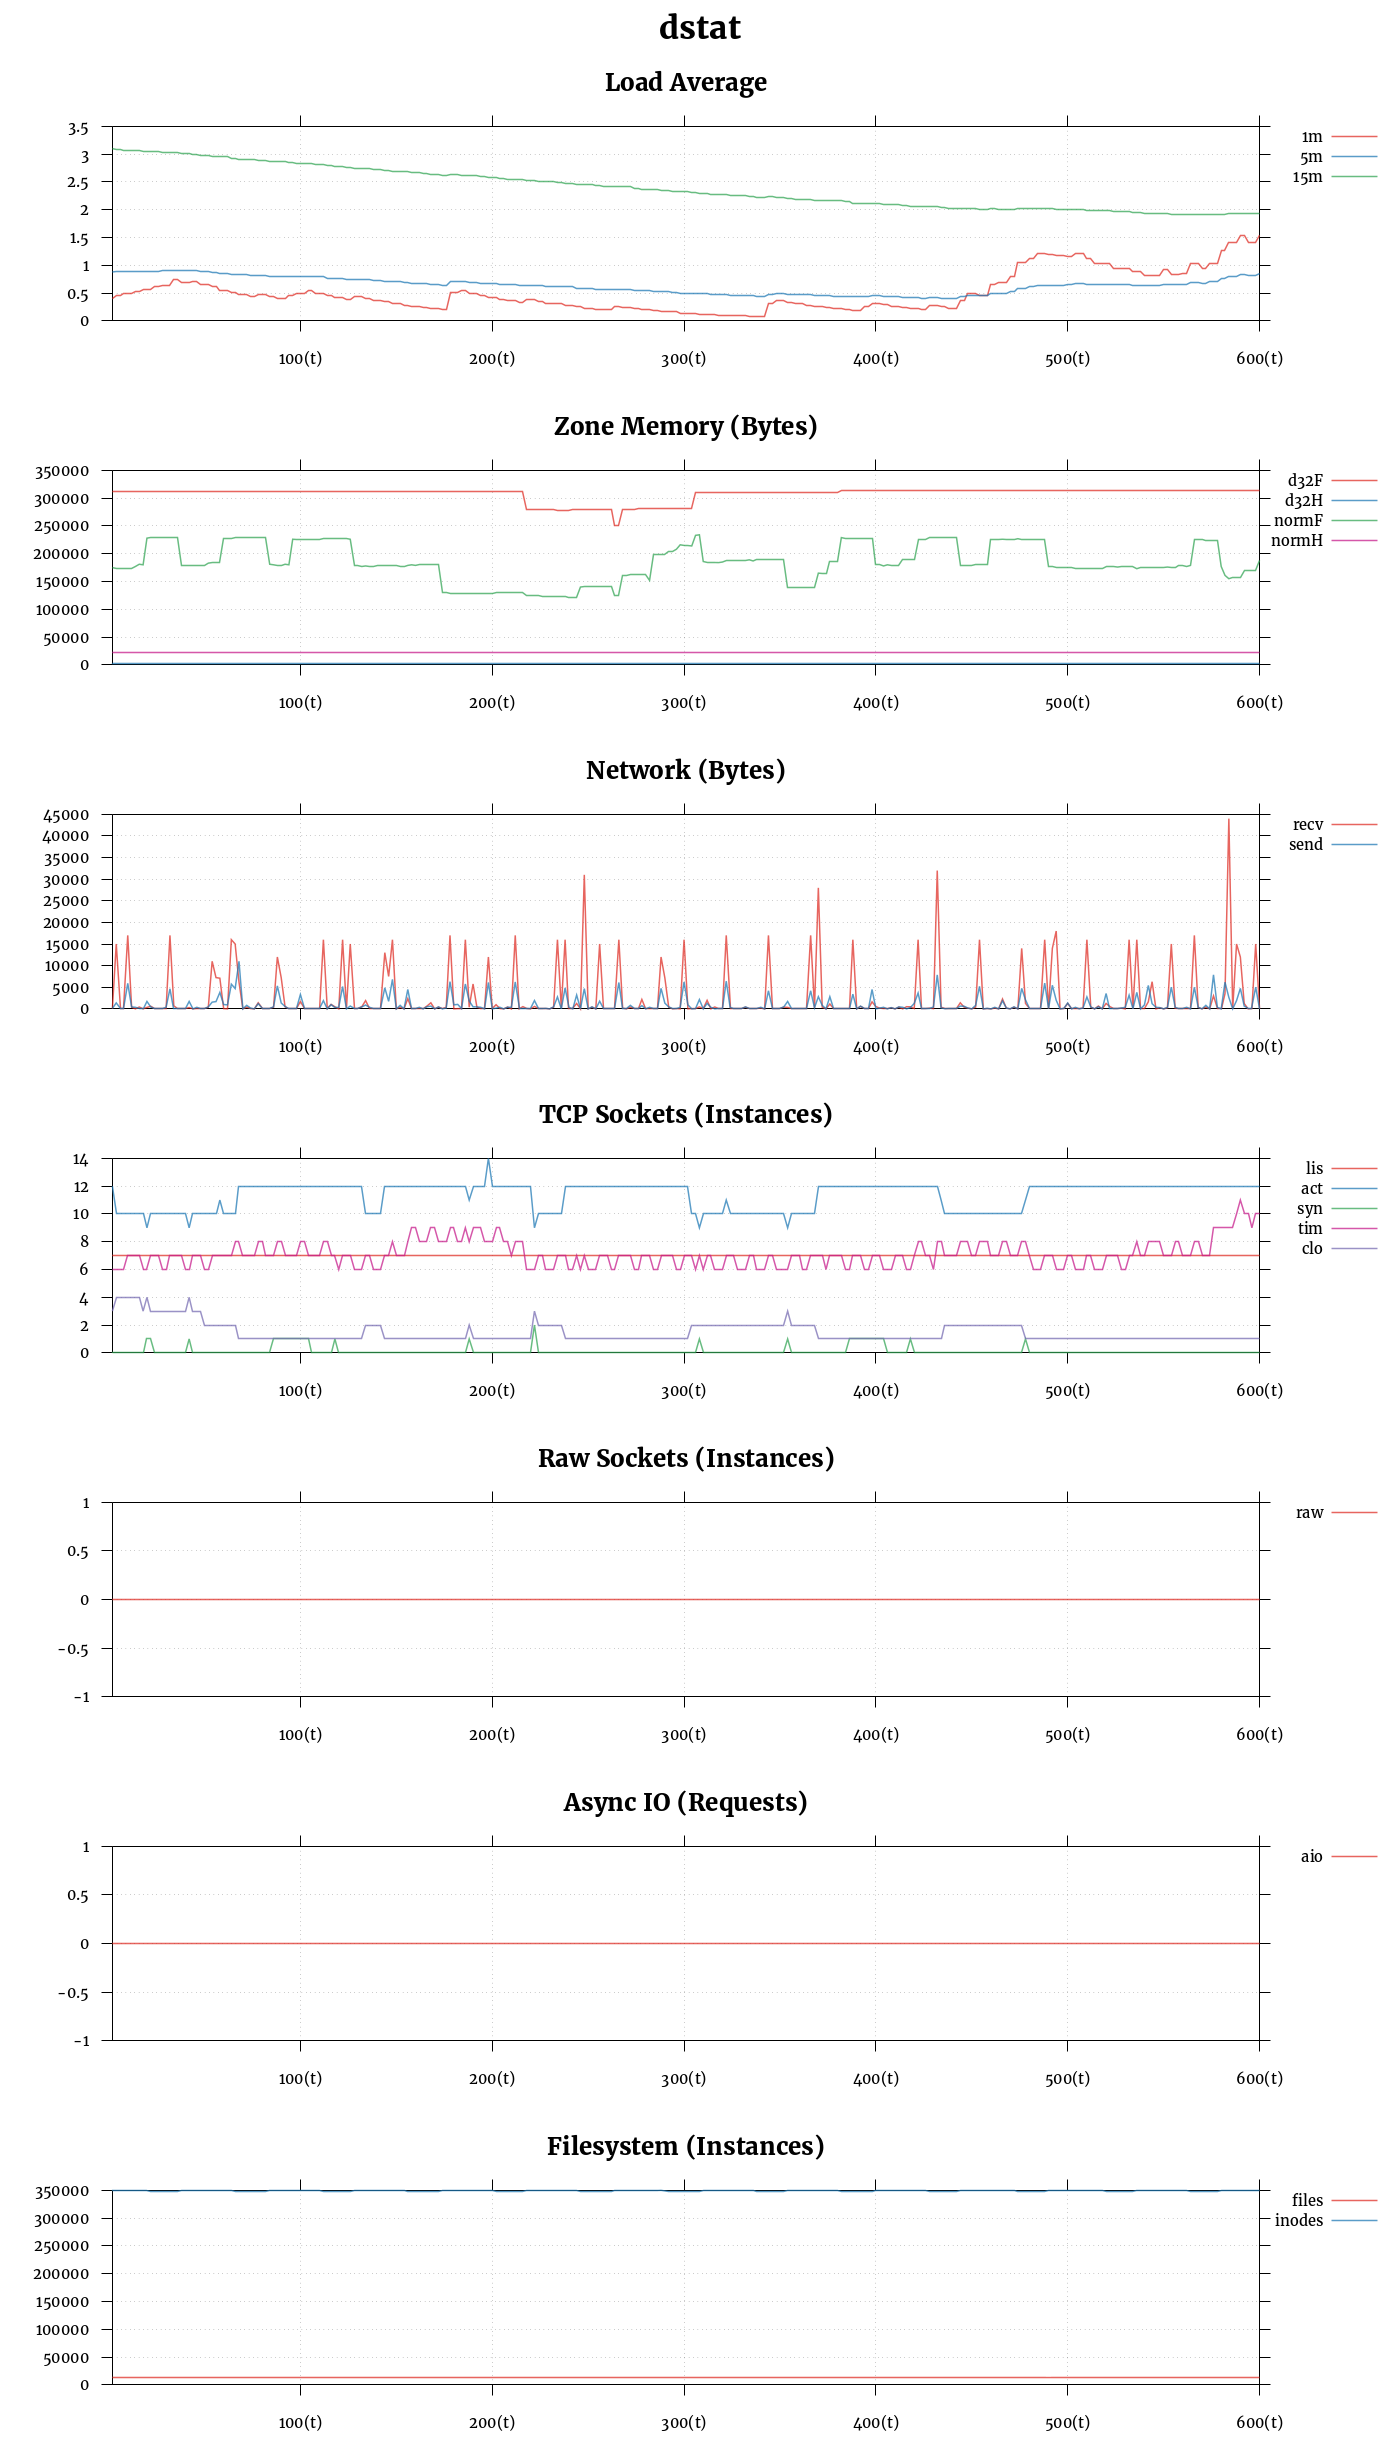 dstat
Load Average
3.5
3
2.5
2
1.5
1
0.5
0
100(t) 200(t) 300(t) 400(t) 500(t) 600(t)
1m
5m
15m
Zone Memory (Bytes)
350000
300000
250000
200000
150000
100000
50000
0
100(t) 200(t) 300(t) 400(t) 500(t) 600(t)
d32F
d32H
normF
normH
Network (Bytes)
45000
40000
35000
30000
25000
20000
15000
10000
5000
0
100(t) 200(t) 300(t) 400(t) 500(t) 600(t)
recv
send
TCP Sockets (Instances)
14
12
10
8
6
4
2
0
100(t) 200(t) 300(t) 400(t) 500(t) 600(t)
lis
act
syn
tim
clo
Raw Sockets (Instances)
1
0.5
0
-0.5
-1
100(t) 200(t) 300(t) 400(t) 500(t) 600(t)
raw
Async IO (Requests)
1
0.5
0
-0.5
-1
100(t) 200(t) 300(t) 400(t) 500(t) 600(t)
aio
Filesystem (Instances)
350000
300000
250000
200000
150000
100000
50000
0
100(t) 200(t) 300(t) 400(t) 500(t) 600(t)
files
inodes